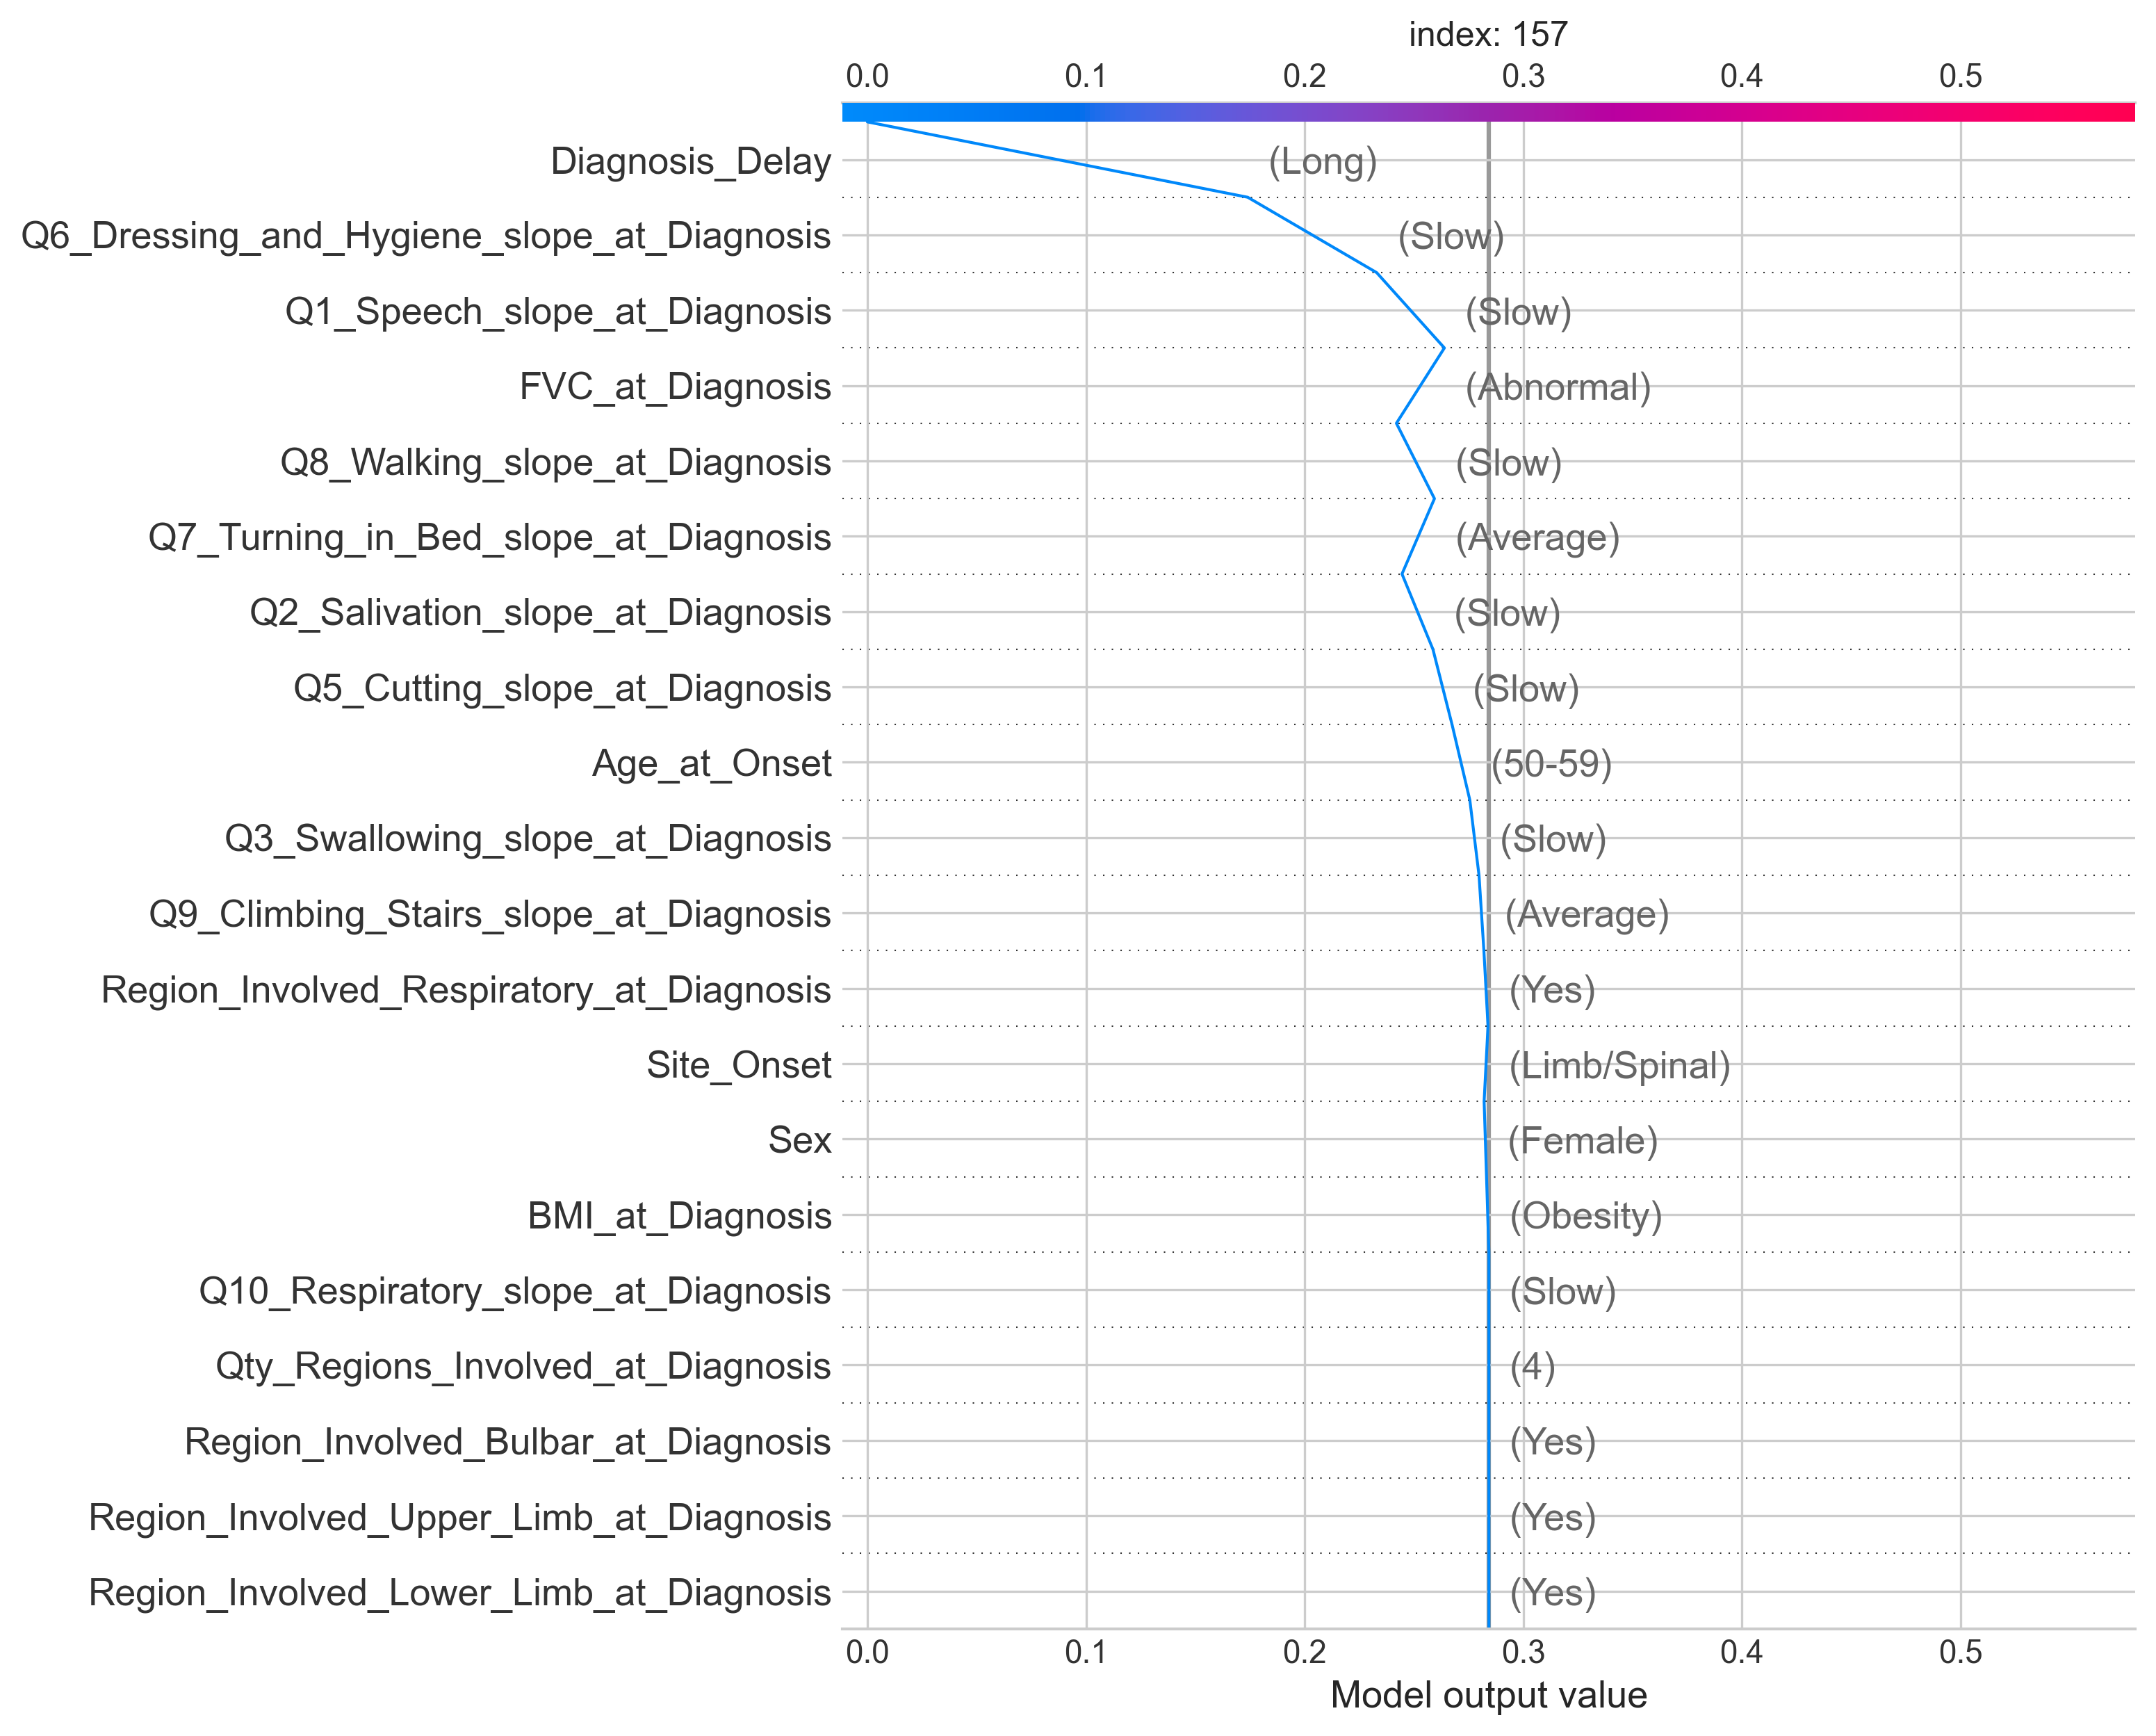 index: 157
0.0 0.1 0.2 0.3 0.4 0.5
Diagnosis_Delay (Long)
Q6_Dressing_and_Hygiene_slope_at_Diagnosis (Slow)
Q1_Speech_slope_at_Diagnosis (Slow)
FVC_at_Diagnosis (Abnormal)
Q8_Walking_slope_at_Diagnosis (Slow)
Q7_Turning_in_Bed_slope_at_Diagnosis (Average)
Q2_Salivation_slope_at_Diagnosis (Slow)
Q5_Cutting_slope_at_Diagnosis (Slow)
Age_at_Onset (50-59)
Q3_Swallowing_slope_at_Diagnosis (Slow)
Q9_Climbing_Stairs_slope_at_Diagnosis (Average)
Region_Involved_Respiratory_at_Diagnosis (Yes)
Site_Onset (Limb/Spinal)
Sex (Female)
BMI_at_Diagnosis (Obesity)
Q10_Respiratory_slope_at_Diagnosis (Slow)
Qty_Regions_Involved_at_Diagnosis (4)
Region_Involved_Bulbar_at_Diagnosis (Yes)
Region_Involved_Upper_Limb_at_Diagnosis (Yes)
Region_Involved_Lower_Limb_at_Diagnosis (Yes)
0.0 0.1 0.2 0.3 0.4 0.5
Model output value